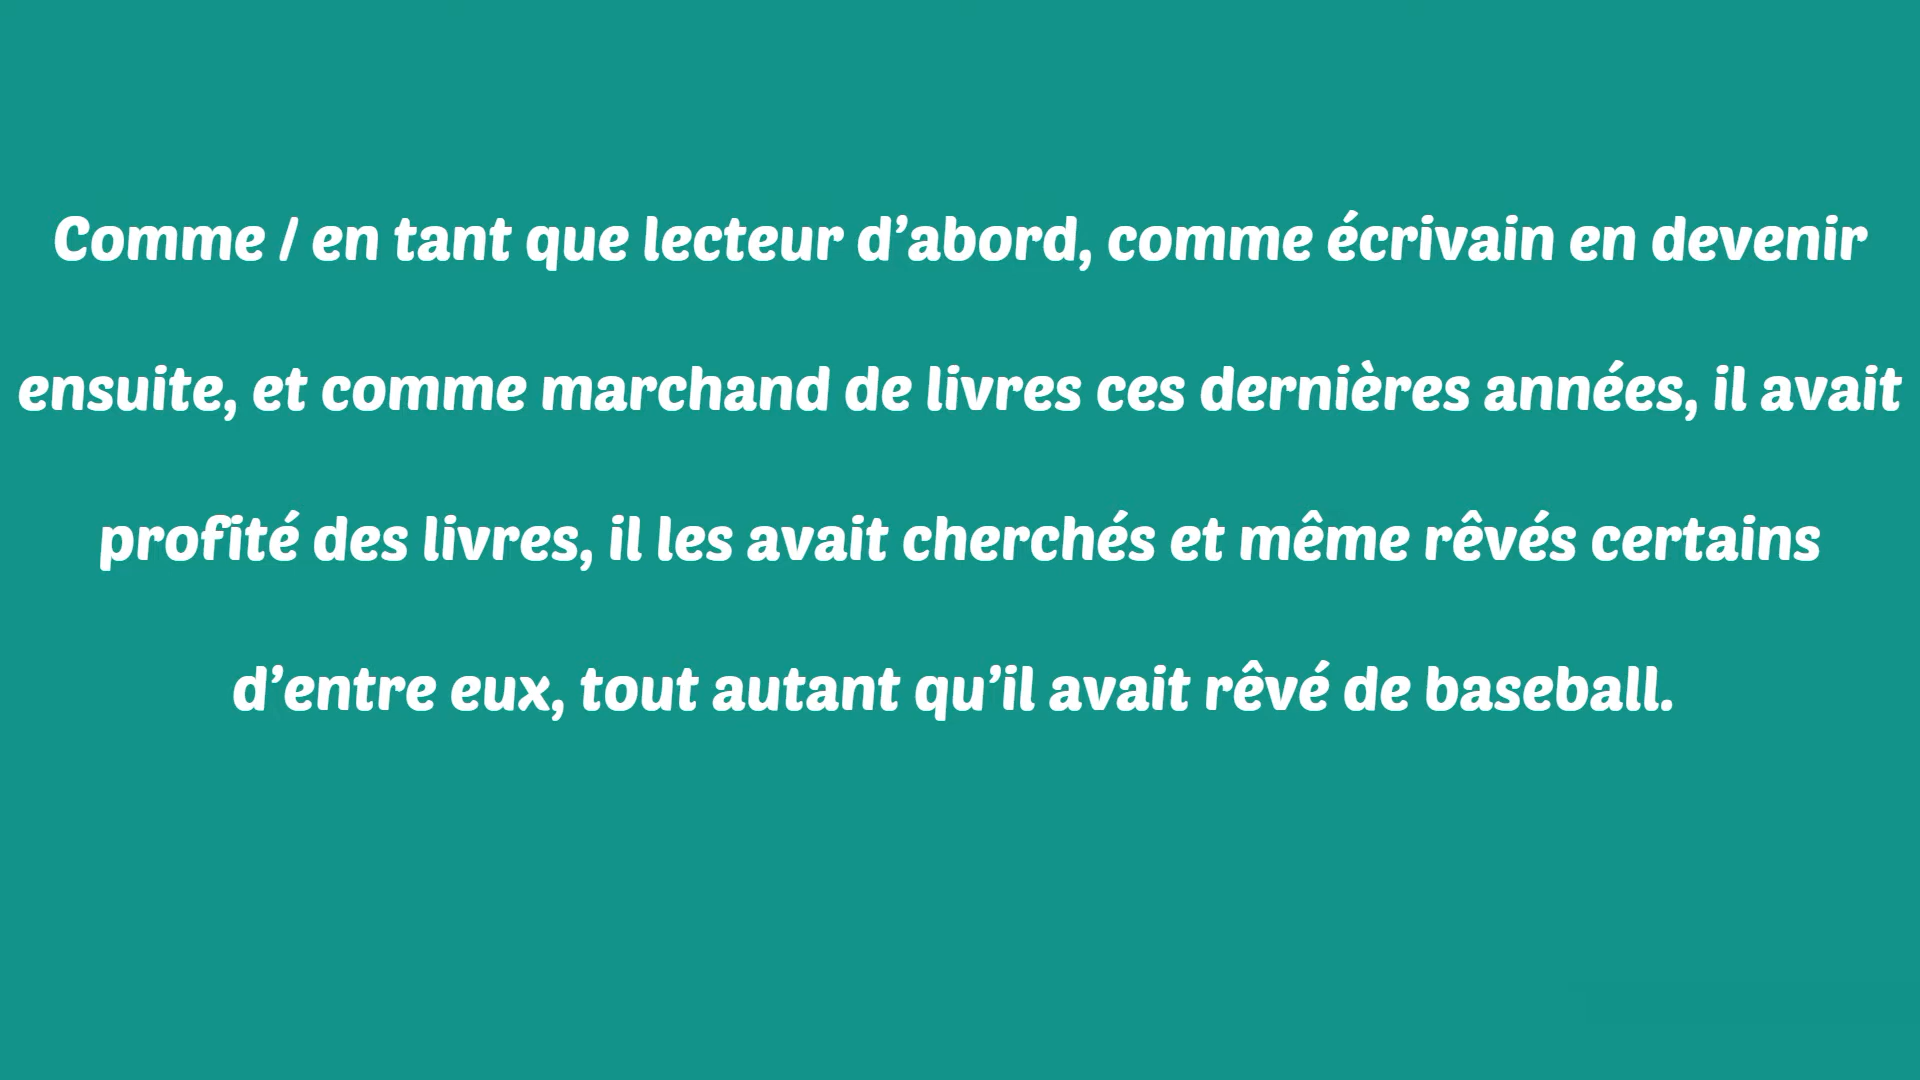 Comme / en tant que lecteur d’abord, comme écrivain en devenir
ensuite, et comme marchand de livres ces dernières années, il avait
profité des livres, il les avait cherchés et même rêvés certains
d’entre eux, tout autant qu’il avait rêvé de baseball.